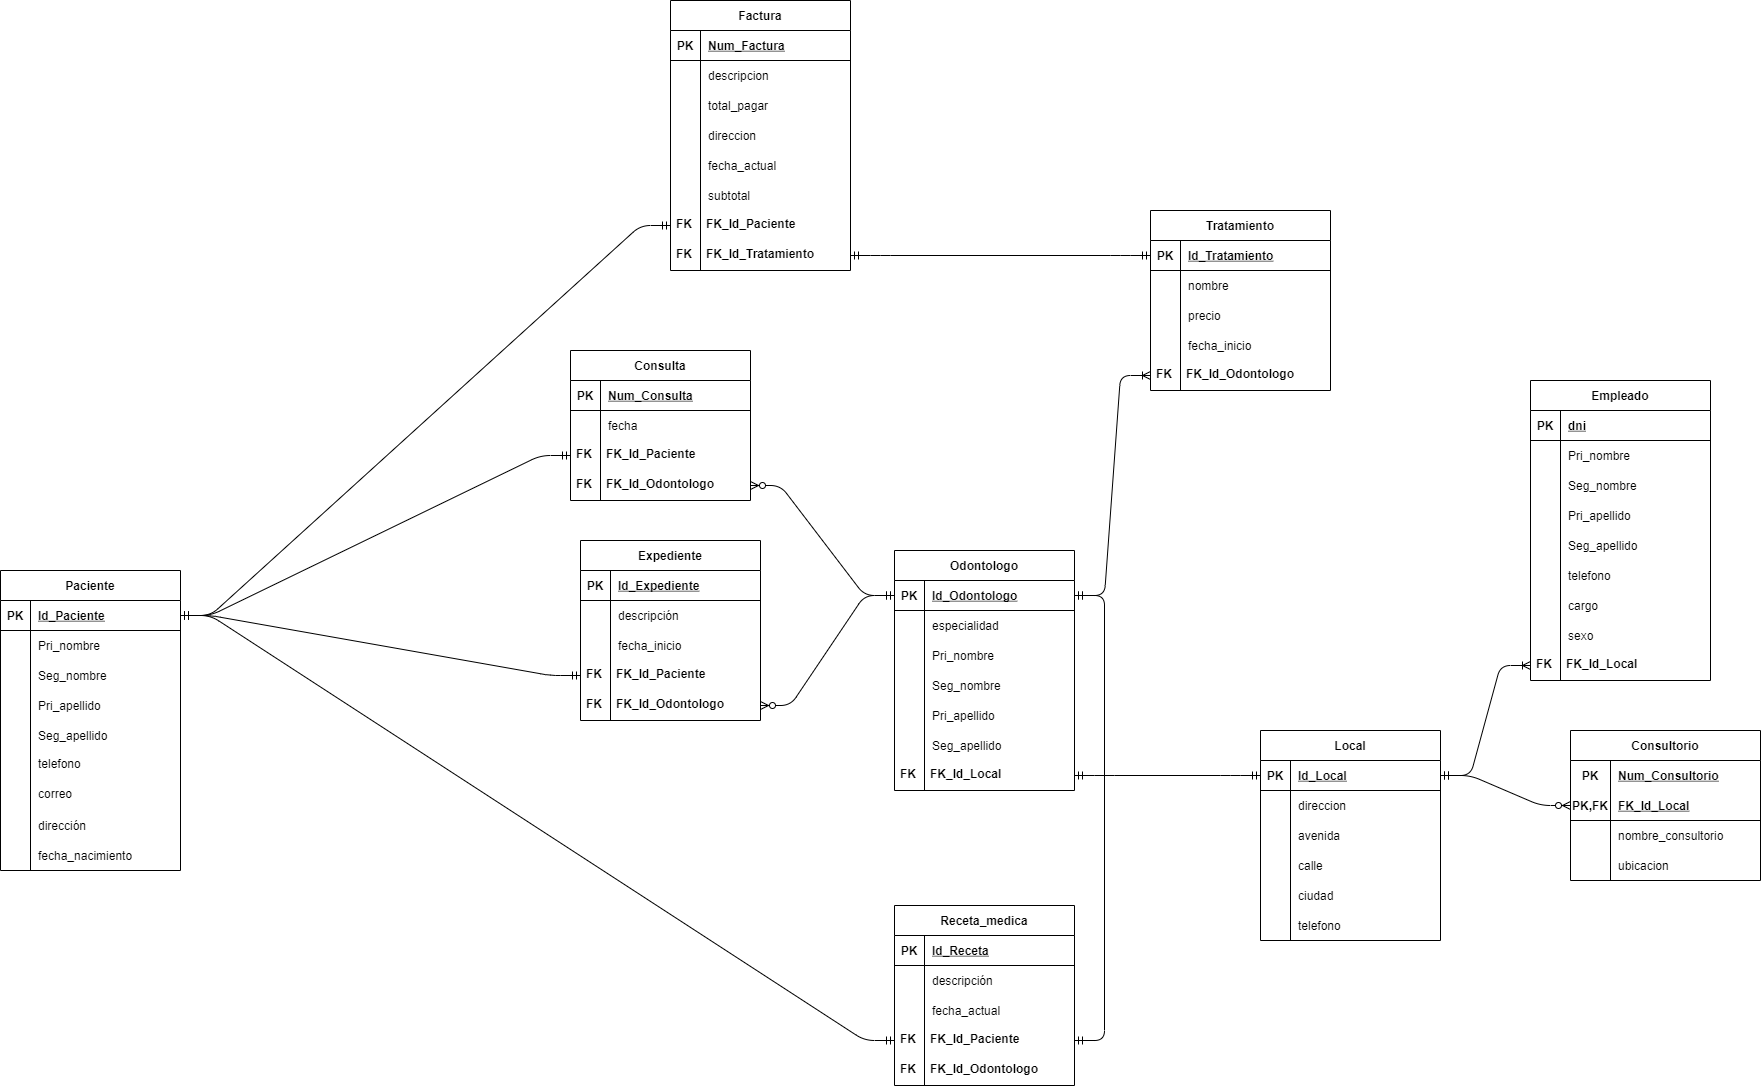 Factura
PK Num_Factura
descripcion
total_pagar
direccion
fecha_actual
subtotal
FK FK_Id_Paciente
FK FK_Id_Tratamiento
Tratamiento
PK Id_Tratamiento
nombre
precio
fecha_inicio
FK FK_Id_Odontologo
Consulta
PK Num_Consulta
fecha
FK FK_Id_Paciente
FK FK_Id_Odontologo
Empleado
PK dni
Pri_nombre
Seg_nombre
Pri_apellido
Seg_apellido
telefono
cargo
sexo
FK FK_Id_Local
Expediente
PK Id_Expediente
descripción
fecha_inicio
FK FK_Id_Paciente
FK FK_Id_Odontologo
Odontologo
PK Id_Odontologo
especialidad
Pri_nombre
Seg_nombre
Pri_apellido
Seg_apellido
FK FK_Id_Local
Paciente
PK Id_Paciente
Pri_nombre
Seg_nombre
Pri_apellido
Seg_apellido
telefono
correo
dirección
fecha_nacimiento
Local
PK Id_Local
direccion
avenida
calle
ciudad
telefono
Consultorio
PK Num_Consultorio
PK,FK FK_Id_Local
nombre_consultorio
ubicacion
Receta_medica
PK Id_Receta
descripción
fecha_actual
FK FK_Id_Paciente
FK FK_Id_Odontologo